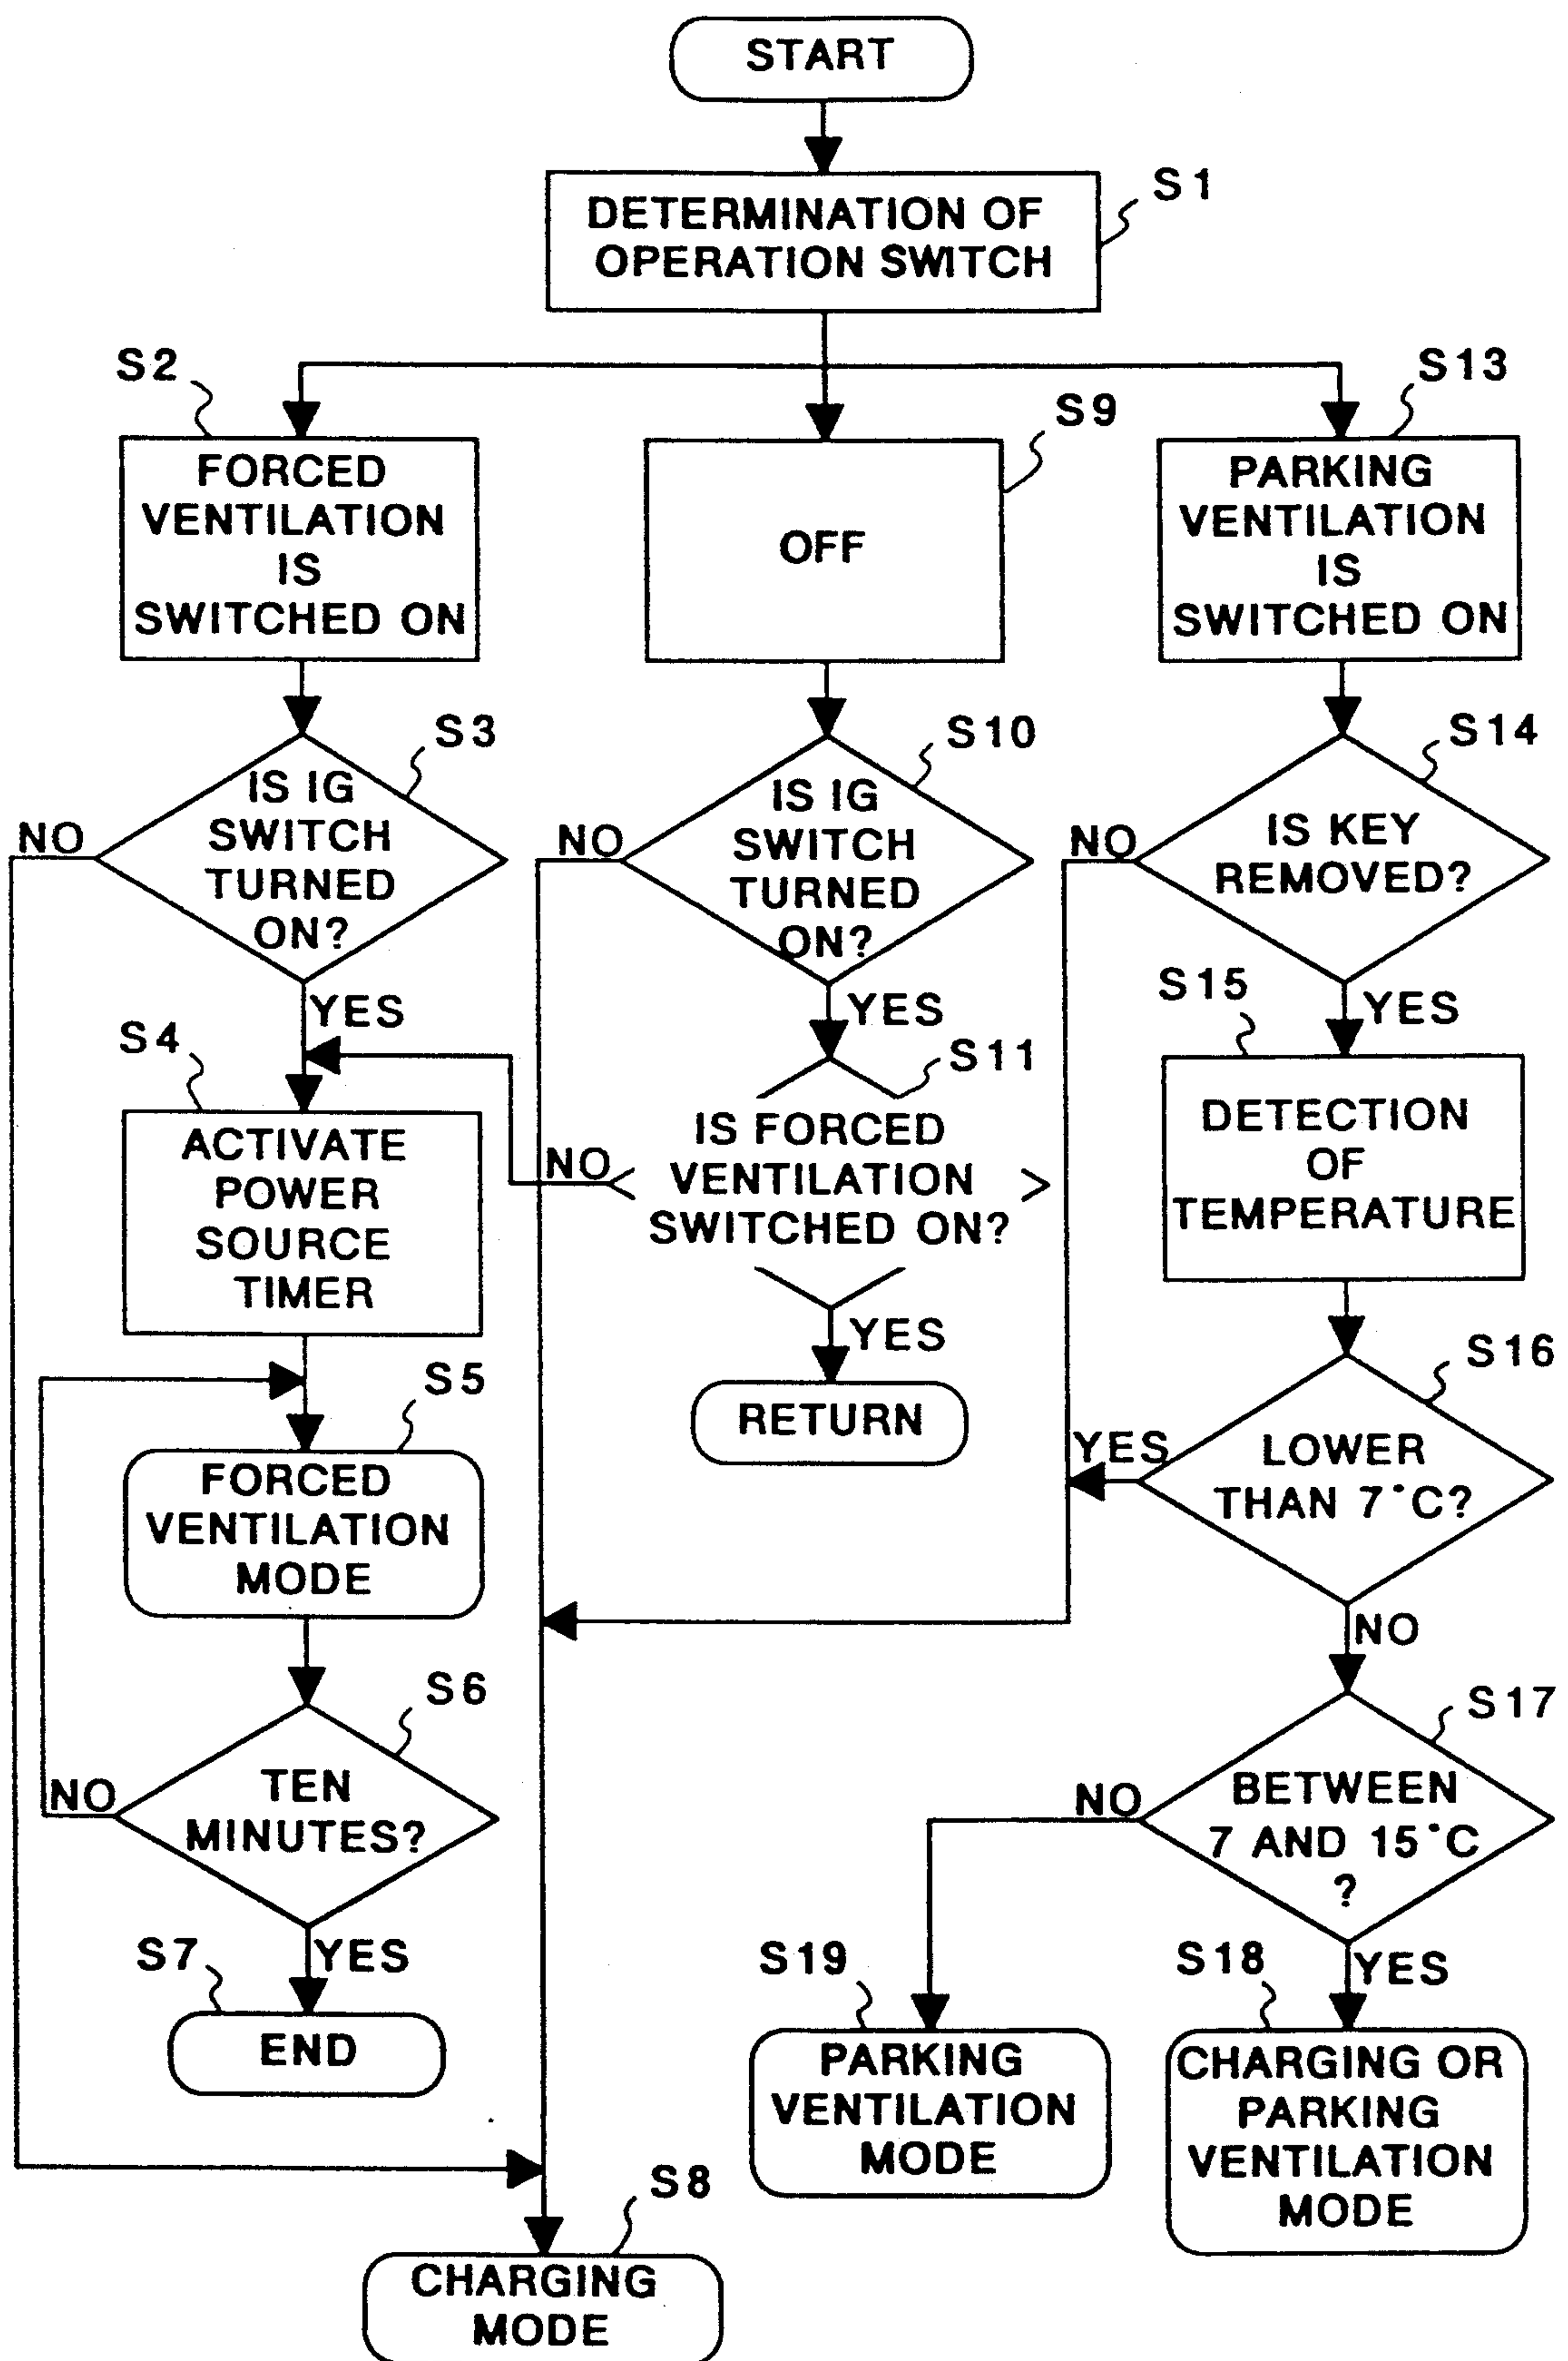 START
S1
DETERMINATION OF
OPERATION SWITCH
S2
FORCED
VENTILATION
IS
SWITCHED ON
S9
OFF
S13
PARKING
VENTILATION
IS
SWITCHED ON
S3
IS IG
SWITCH
TURNED
ON?
NO
YES
S10
IS IG
SWITCH
TURNED
ON?
NO
YES
S14
IS KEY
REMOVED?
NO
YES
S4
ACTIVATE
POWER
SOURCE
TIMER
S11
IS FORCED
VENTILATION
SWITCHED ON?
NO
YES
RETURN
S15
DETECTION
OF
TEMPERATURE
S5
FORCED
VENTILATION
MODE
S16
LOWER
THAN 7°C?
YES
NO
S6
TEN
MINUTES?
NO
YES
S17
BETWEEN
7 AND 15°C
?
NO
YES
S7
END
S19
PARKING
VENTILATION
MODE
S18
CHARGING OR
PARKING
VENTILATION
MODE
S8
CHARGING
MODE